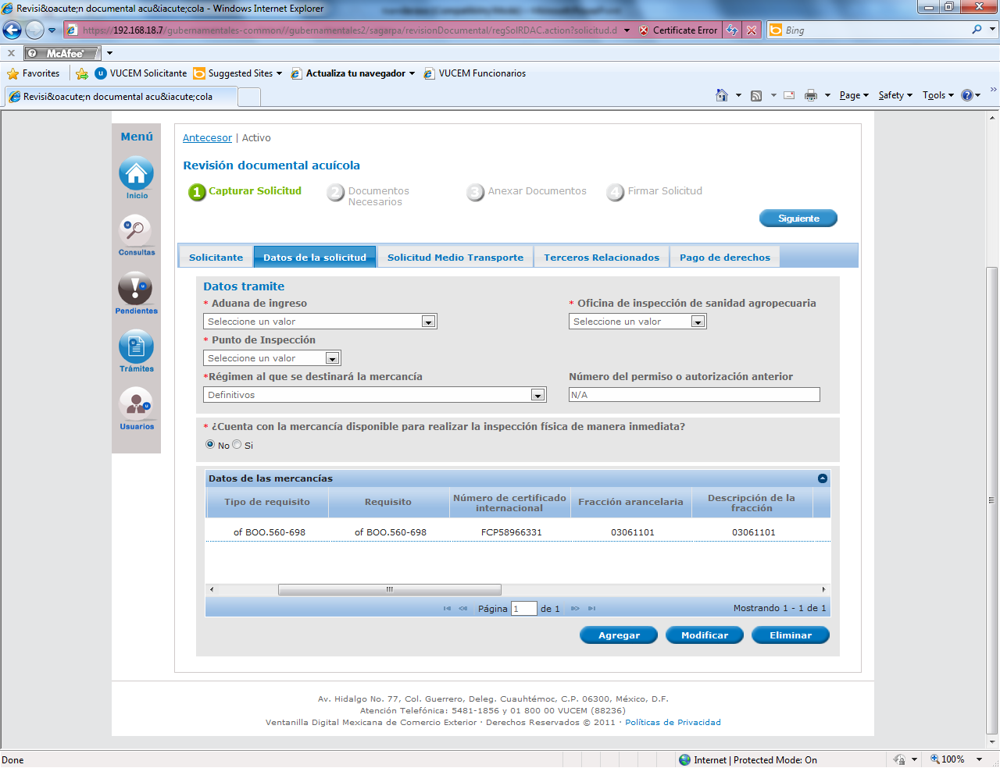 Revisi&oacute;n documental acu&iacute;cola - Windows Internet Explorer
https://192.168.18.7/gubernamentales-common//gubernamentales2/sagarpa/revisionDocumental/regSolRDAC.action?solicitud.d
Certificate Error
Bing
x McAfee
Favorites
VUCEM Solicitante
Suggested Sites
Actualiza tu navegador
VUCEM Funcionarios
Revisi&oacute;n documental acu&iacute;cola
Page
Safety
Tools
Menú
Inicio
Consultas
Pendientes
Trámites
Usuarios
Antecesor | Activo
Revisión documental acuícola
1 Capturar Solicitud
2 Documentos Necesarios
3 Anexar Documentos
4 Firmar Solicitud
Siguiente
Solicitante
Datos de la solicitud
Solicitud Medio Transporte
Terceros Relacionados
Pago de derechos
Datos tramite
* Aduana de ingreso
* Oficina de inspección de sanidad agropecuaria
Seleccione un valor
Seleccione un valor
* Punto de Inspección
Seleccione un valor
*Régimen al que se destinará la mercancía
Número del permiso o autorización anterior
Definitivos
N/A
* ¿Cuenta con la mercancía disponible para realizar la inspección física de manera inmediata?
No Si
Datos de las mercancías
Tipo de requisito
Requisito
Número de certificado internacional
Fracción arancelaria
Descripción de la fracción
of BOO.560-698
of BOO.560-698
FCP58966331
03061101
03061101
Página 1 de 1
Mostrando 1 - 1 de 1
Agregar
Modificar
Eliminar
Av. Hidalgo No. 77, Col. Guerrero, Deleg. Cuauhtémoc, C.P. 06300, México, D.F.
Atención Telefónica: 5481-1856 y 01 800 00 VUCEM (88236)
Ventanilla Digital Mexicana de Comercio Exterior · Derechos Reservados © 2011 · Políticas de Privacidad
Done
Internet | Protected Mode: On
100%